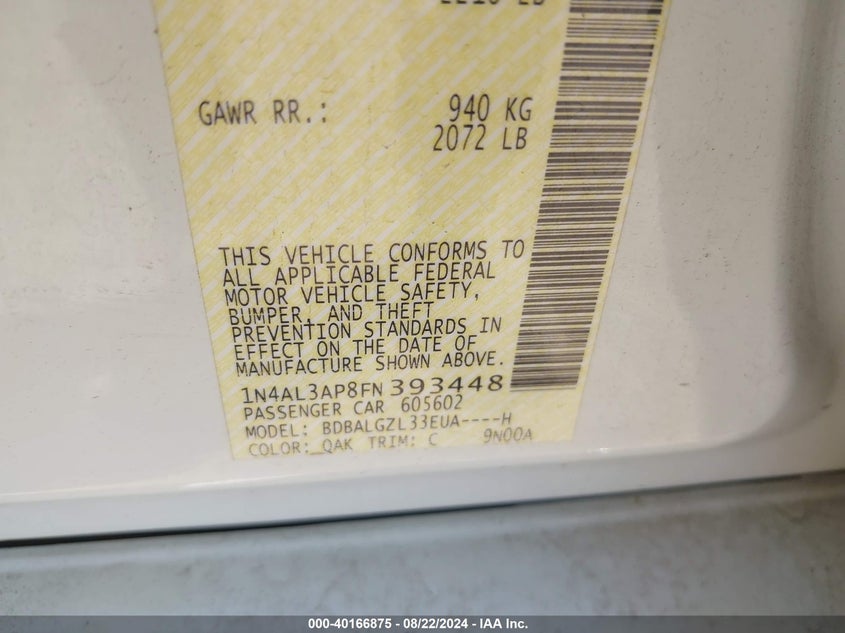 GAWR RR.: 940 KG
2072 LB
THIS VEHICLE CONFORMS TO
ALL APPLICABLE FEDERAL
MOTOR VEHICLE SAFETY,
BUMPER, AND THEFT
PREVENTION STANDARDS IN
EFFECT ON THE DATE OF
MANUFACTURE SHOWN ABOVE.
1N4AL3AP8FN393448
PASSENGER CAR 605602
MODEL: BDBALGZL33EUA----H
COLOR: QAK TRIM: C 9N00A
000-40166875 - 08/22/2024 - IAA Inc.